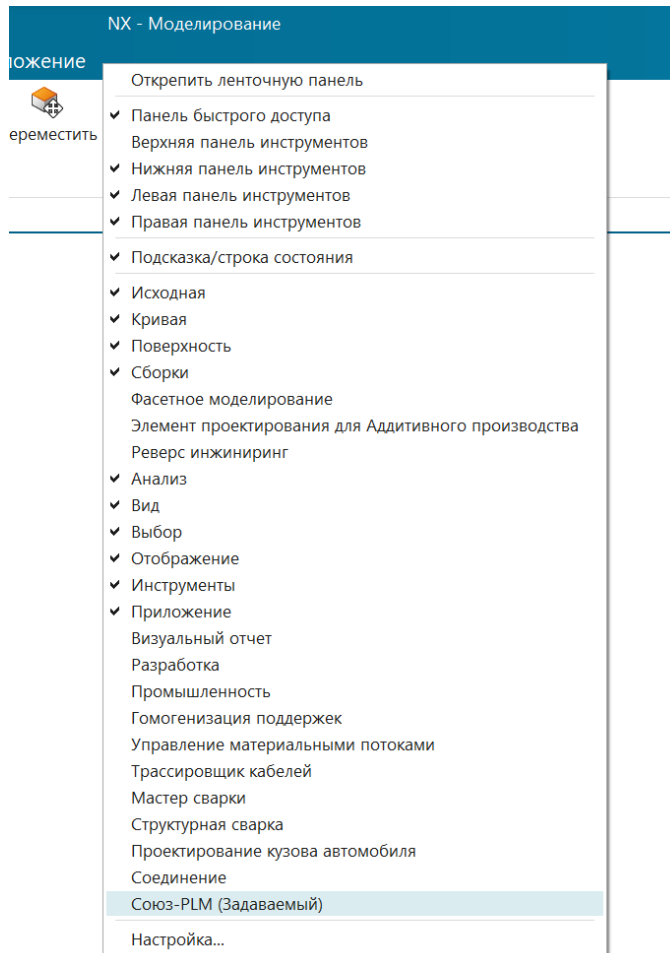 NX - Моделирование
ложение
Открепить ленточную панель
Панель быстрого доступа
ереместить
Верхняя панель инструментов
Нижняя панель инструментов
Левая панель инструментов
Правая панель инструментов
Подсказка/строка состояния
Исходная
Кривая
Поверхность
Сборки
Фасетное моделирование
Элемент проектирования для Аддитивного производства
Реверс инжиниринг
Анализ
Вид
Выбор
Отображение
Инструменты
Приложение
Визуальный отчет
Разработка
Промышленность
Гомогенизация поддержек
Управление материальными потоками
Трассировщик кабелей
Мастер сварки
Структурная сварка
Проектирование кузова автомобиля
Соединение
Союз-PLM (Задаваемый)
Настройка...